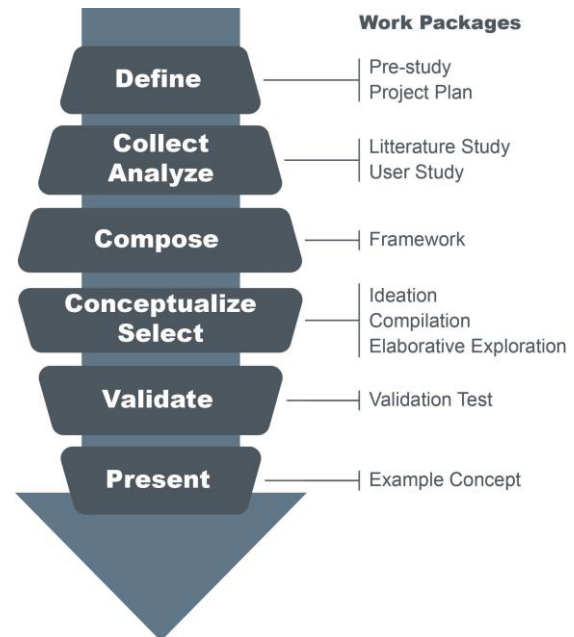 Work Packages
Define
Pre-study
Project Plan
Collect
Analyze
Litterature Study
User Study
Compose
Framework
Conceptualize
Select
Ideation
Compilation
Elaborative Exploration
Validate
Validation Test
Present
Example Concept